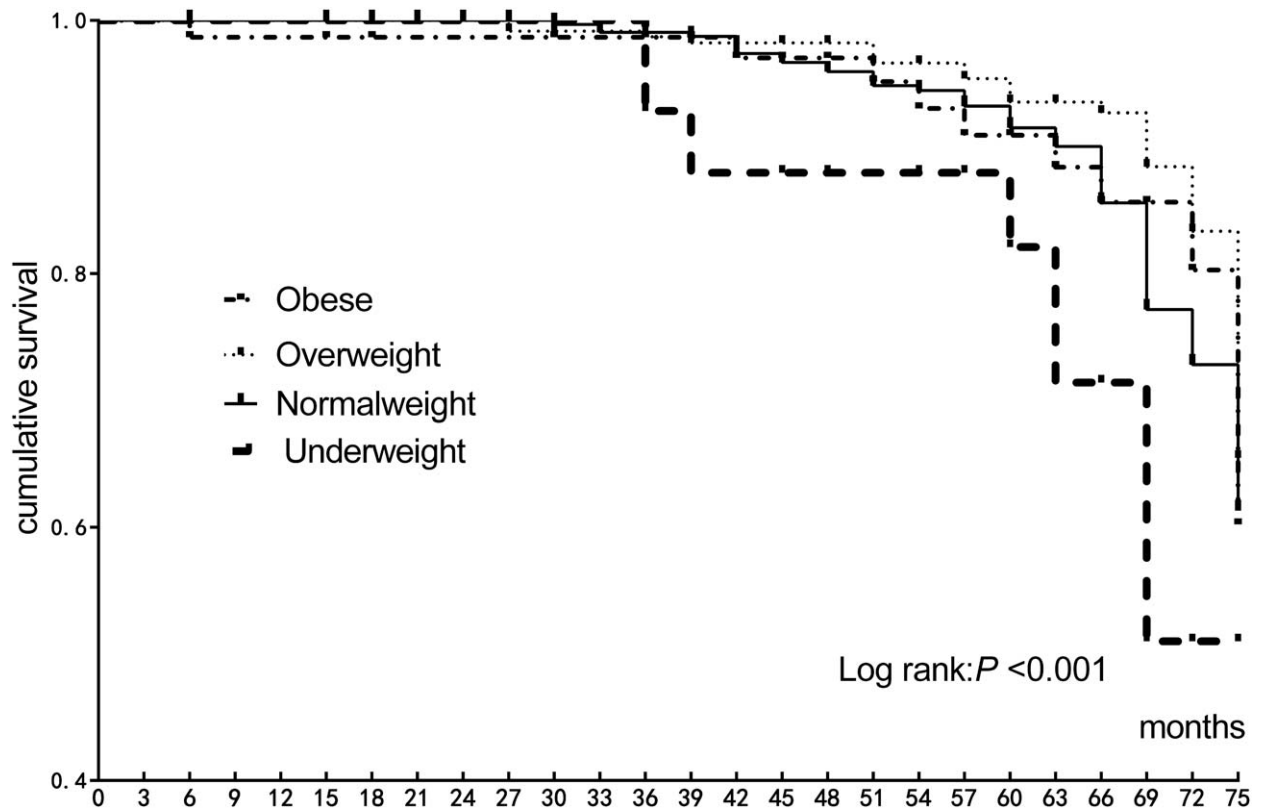 cumulative survival
1.0
0.8
0.6
0.4
Obese
Overweight
Normalweight
Underweight
Log rank:P <0.001
months
0 3 6 9 12 15 18 21 24 27 30 33 36 39 42 45 48 51 54 57 60 63 66 69 72 75